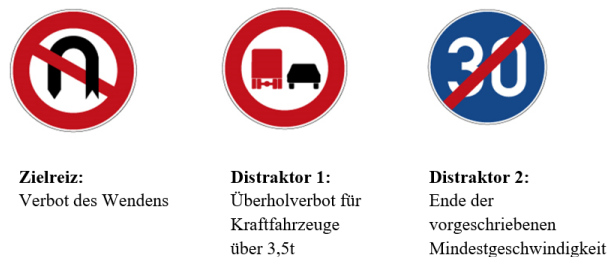 30
Zielreiz:
Verbot des Wendens
Distraktor 1:
Überholverbot für
Kraftfahrzeuge
über 3,5t
Distraktor 2:
Ende der
vorgeschriebenen
Mindestgeschwindigkeit